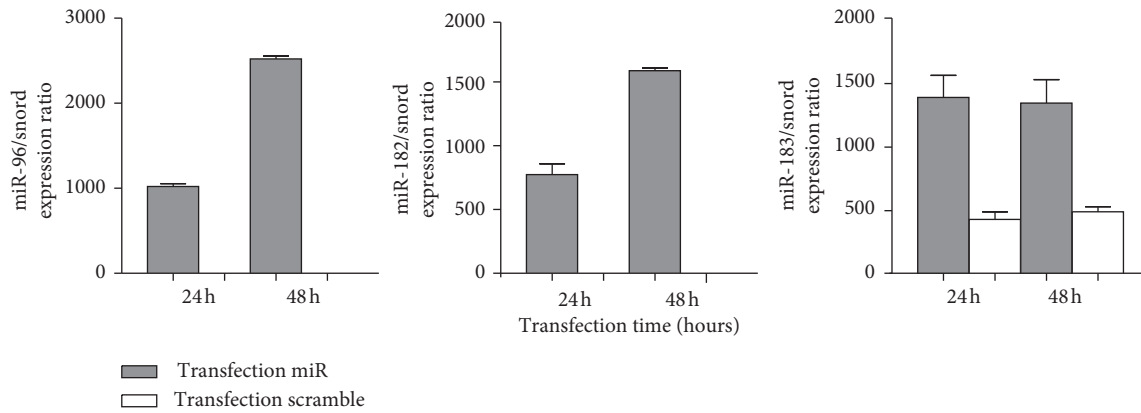 miR-96/snord
expression ratio
3000
2000
1000
0
24 h
48 h
miR-182/snord
expression ratio
2000
1500
1000
500
0
24 h
48 h
Transfection time (hours)
miR-183/snord
expression ratio
2000
1500
1000
500
0
24 h
48 h
Transfection miR
Transfection scramble